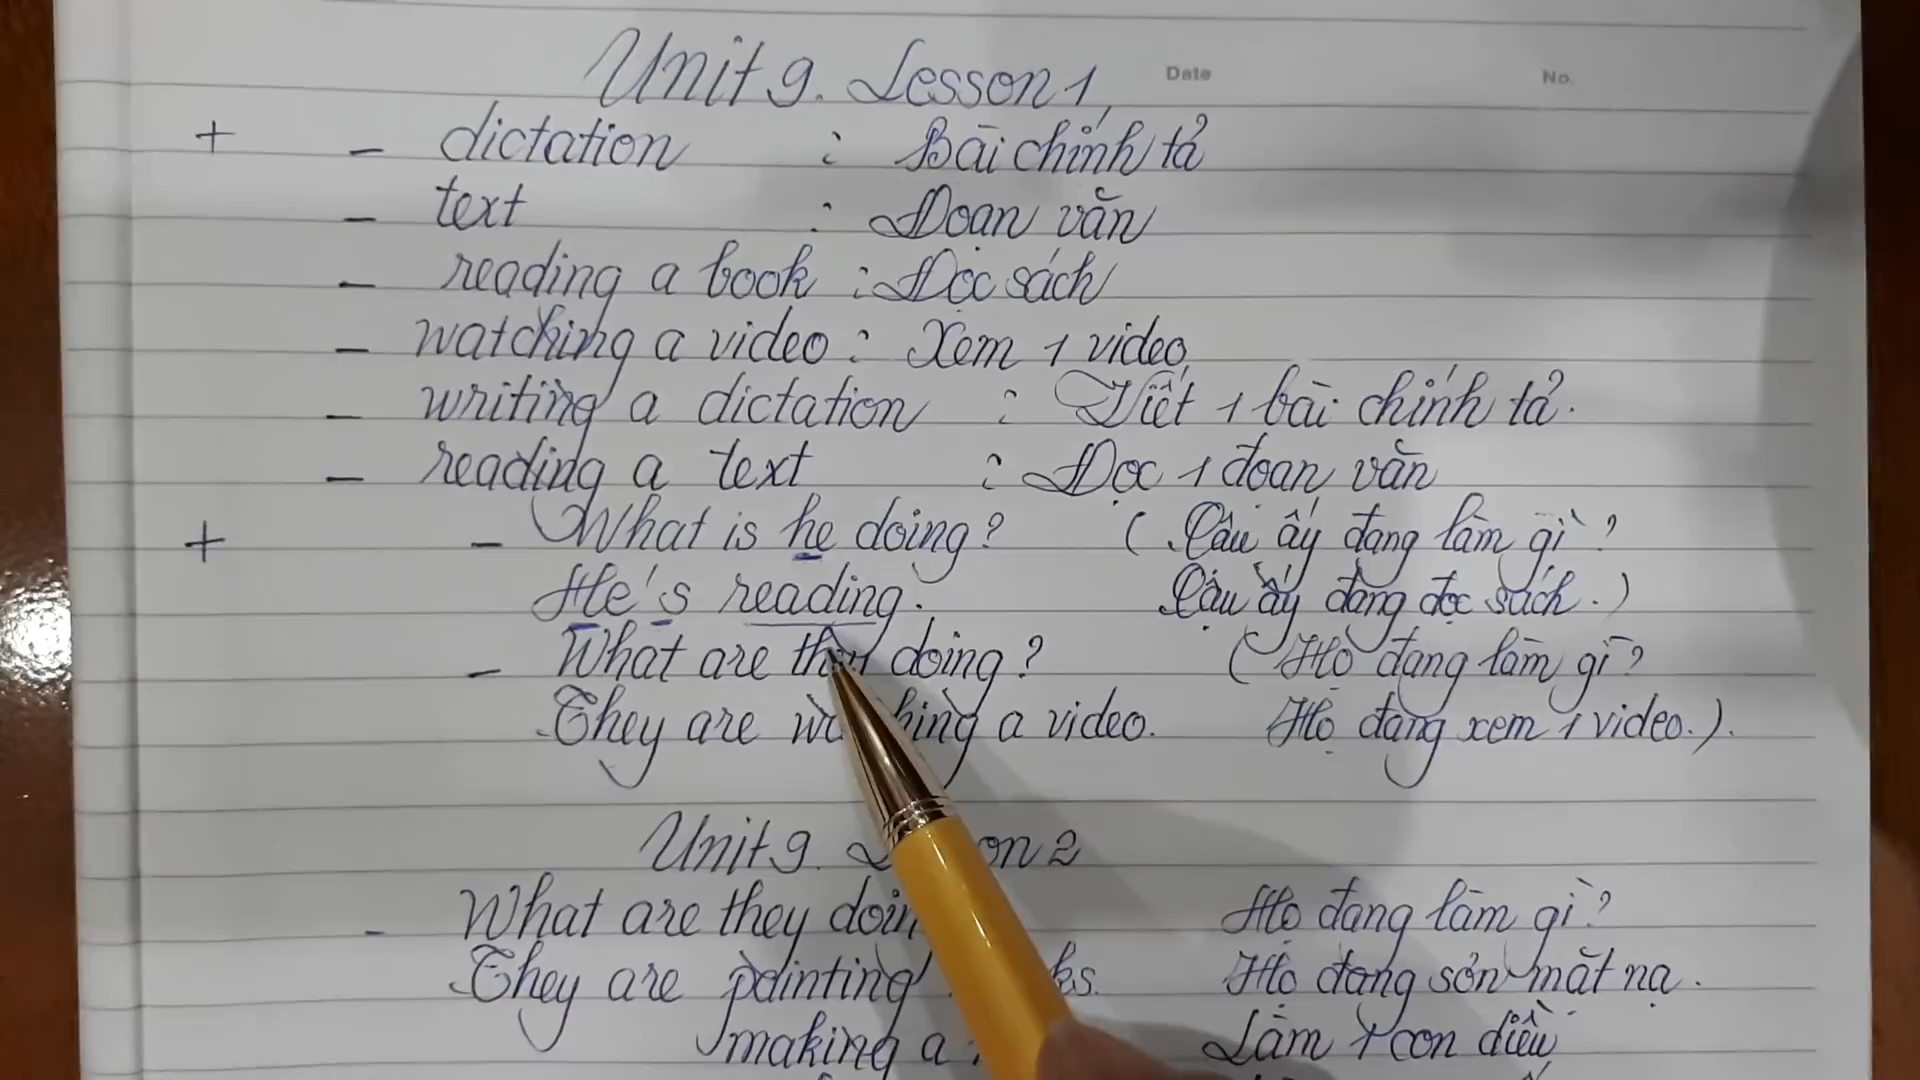 Unit 9. Lesson 1
Date No.
+ - dictation : Bài chính tả
- text : Đoạn văn
- reading a book : Đọc sách
- watching a video : Xem 1 video
- writing a dictation : Viết 1 bài chính tả.
- reading a text : Đọc 1 đoạn văn
+ - What is he doing? ( Cậu ấy đang làm gì ?
He's reading. Cậu ấy đang đọc sách.)
- What are doing? ( Họ đang làm gì ?
They are a video. Họ đang xem 1 video.).
Unit 9. 2
- What are they Họ đang làm gì ?
They are painting Họ đang sơn mặt nạ.
making a Làm 1 con diều